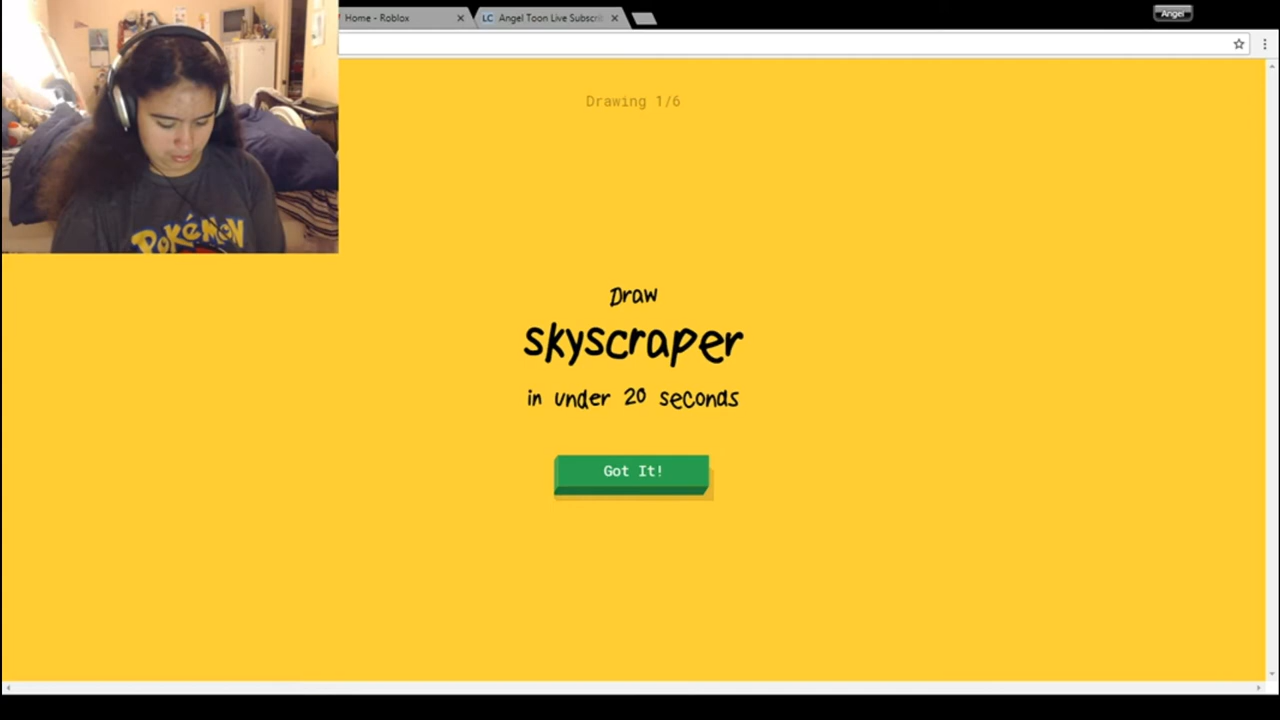 Home - Roblox
LC Angel Toon Live Subscri
Angel
Drawing 1/6
POKéMON
Draw
skyscraper
in under 20 seconds
Got It!